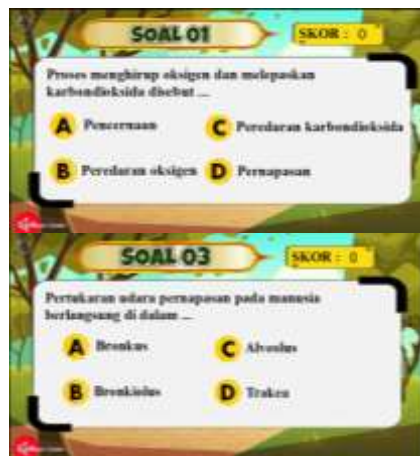 SOAL 01
SKOR : 0
Proses menghirup oksigen dan melepaskan
karbondioksida disebut ...
A Pencernaan
C Peredaran karbondioksida
B Peredaran oksigen
D Pernapasan
SOAL 03
SKOR : 0
Pertukaran udara pernapasan pada manusia
berlangsung di dalam ...
A Bronkus
C Alveolus
B Bronkiolus
D Trakea